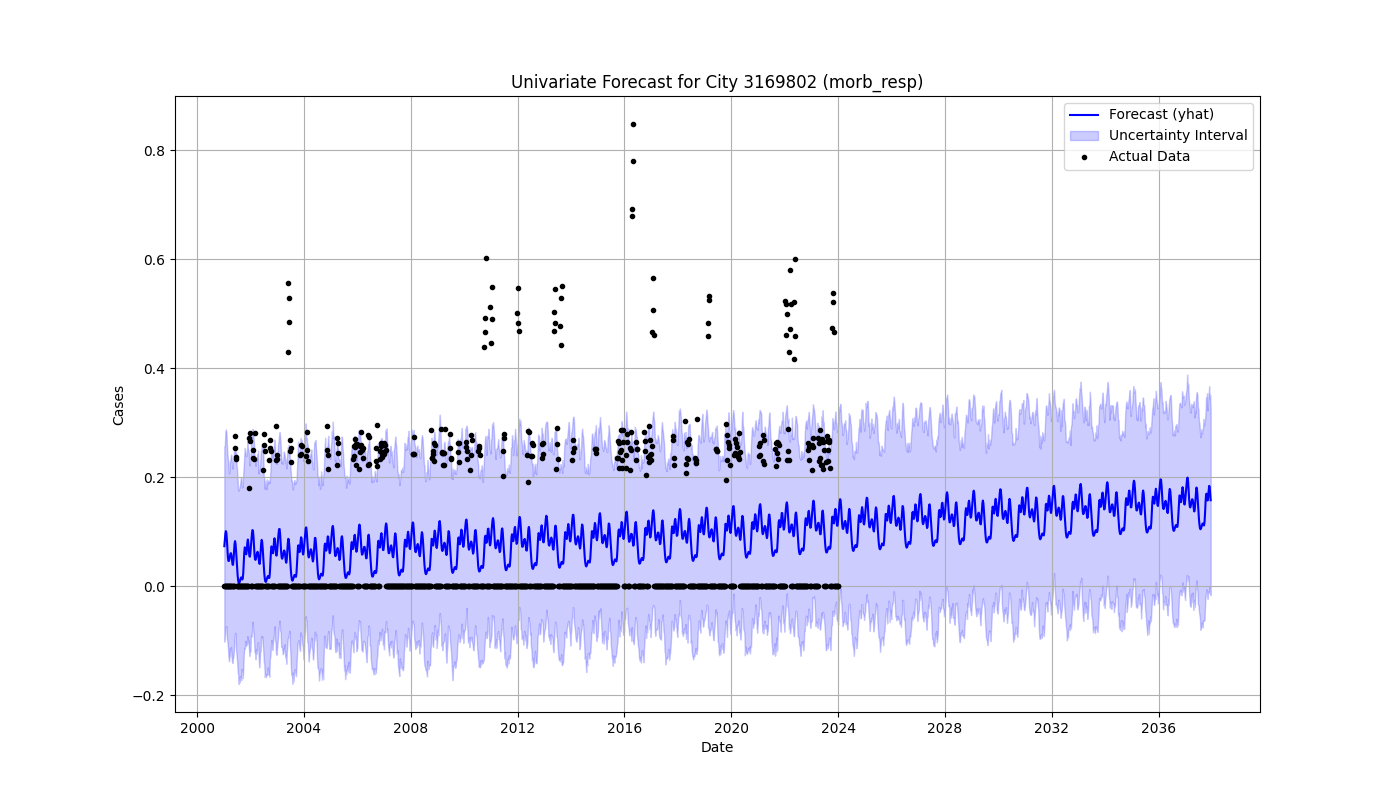 Univariate Forecast for City 3169802 (morb_resp)
Forecast (yhat)
Uncertainty Interval
Actual Data
Cases
0.8
0.6
0.4
0.2
0.0
−0.2
2000 2004 2008 2012 2016 2020 2024 2028 2032 2036
Date